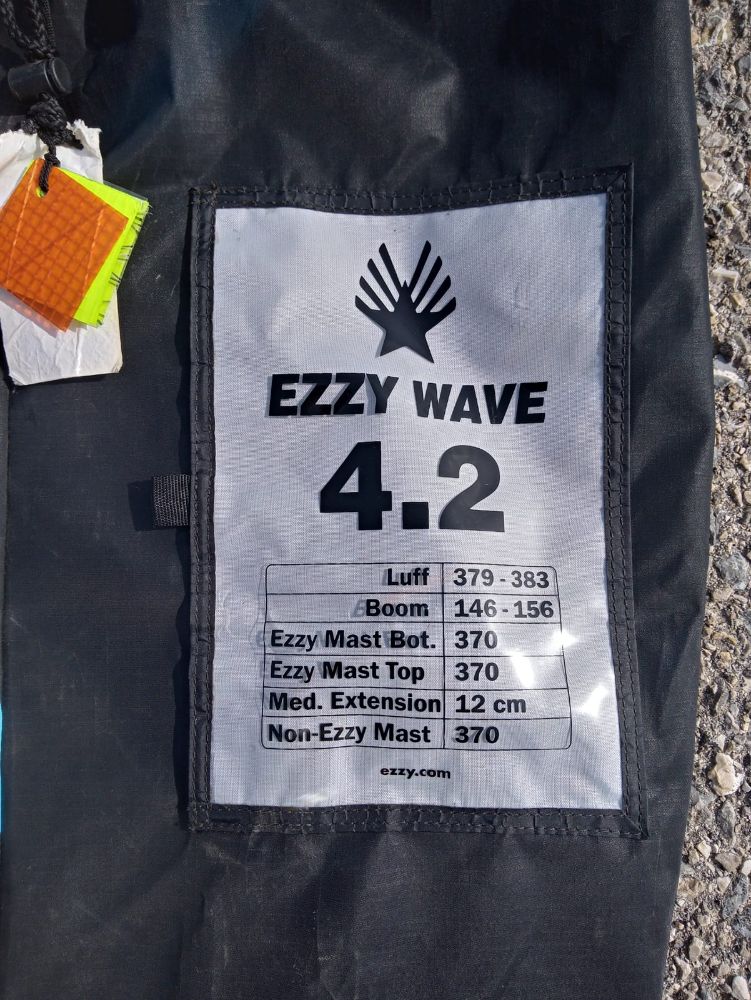 EZZY WAVE
4.2
Luff 379 - 383
Boom 146 - 156
Ezzy Mast Bot. 370
Ezzy Mast Top 370
Med. Extension 12 cm
Non-Ezzy Mast 370
ezzy.com